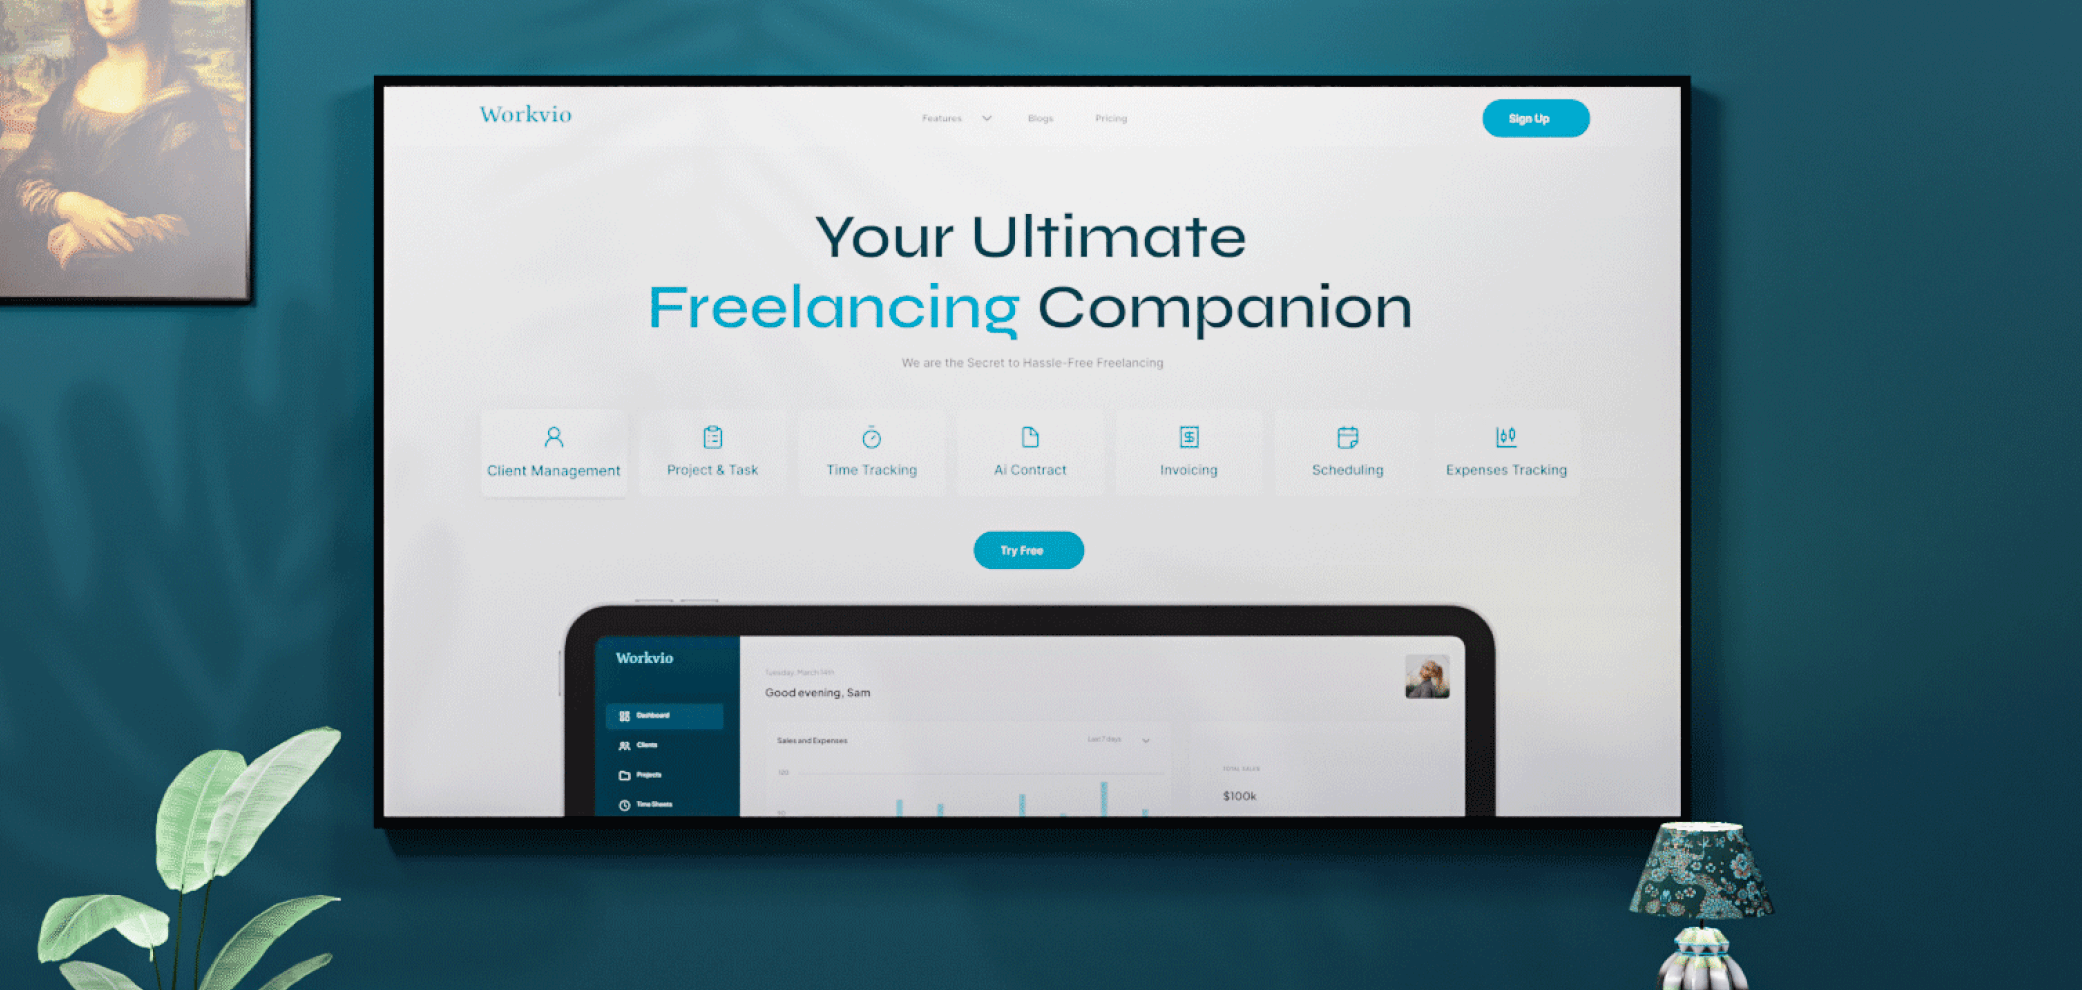 Workvio
Features
Blogs
Pricing
Sign Up
Your Ultimate
Freelancing Companion
We are the Secret to Hassle-Free Freelancing
Client Management
Project & Task
Time Tracking
Ai Contract
Invoicing
Scheduling
Expenses Tracking
Try Free
Workvio
Tuesday, March 14th
Good evening, Sam
Dashboard
Clients
Projects
Time Sheets
Sales and Expenses
Last 7 days
TOTAL SALES
$100k